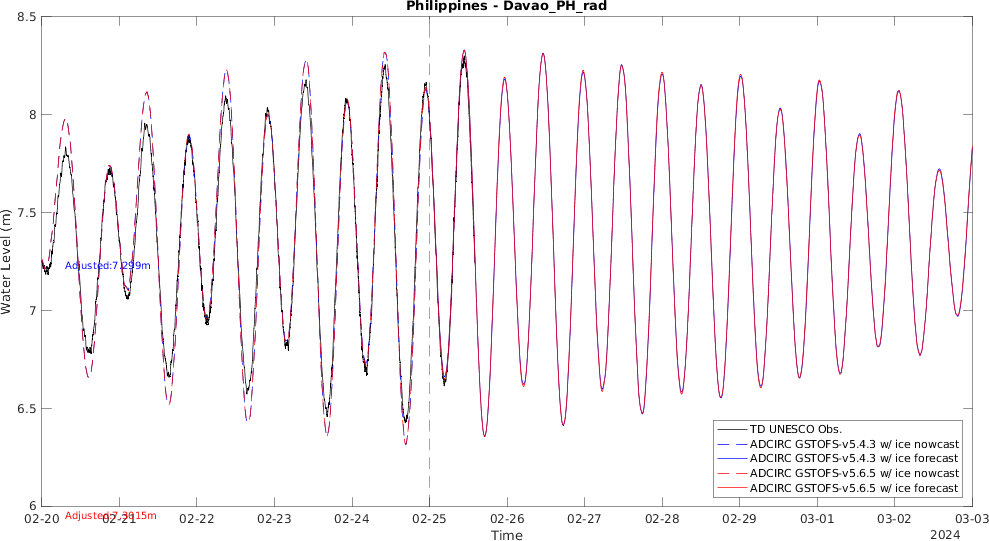 Philippines - Davao_PH_rad
8.5
8
7.5
7
6.5
6
Water Level (m)
Adjusted:7.299m
Adjusted:7.3015m
TD UNESCO Obs.
ADCIRC GSTOFS-v5.4.3 w/ ice nowcast
ADCIRC GSTOFS-v5.4.3 w/ ice forecast
ADCIRC GSTOFS-v5.6.5 w/ ice nowcast
ADCIRC GSTOFS-v5.6.5 w/ ice forecast
02-20 02-21 02-22 02-23 02-24 02-25 02-26 02-27 02-28 02-29 03-01 03-02 03-03
Time
2024